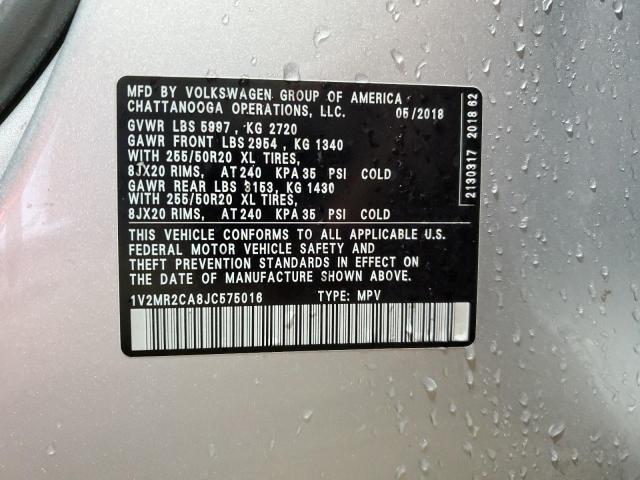 MFD BY VOLKSWAGEN GROUP OF AMERICA
CHATTANOOGA OPERATIONS, LLC. 05/2018
GVWR LBS 5997, KG 2720
GAWR FRONT LBS 2954, KG 1340
WITH 255/50R20 XL TIRES,
8JX20 RIMS, AT 240 KPA 35 PSI COLD
GAWR REAR LBS 3153, KG 1430
WITH 255/50R20 XL TIRES,
8JX20 RIMS, AT 240 KPA 35 PSI COLD
THIS VEHICLE CONFORMS TO ALL APPLICABLE U.S.
FEDERAL MOTOR VEHICLE SAFETY AND
THEFT PREVENTION STANDARDS IN EFFECT ON
THE DATE OF MANUFACTURE SHOWN ABOVE.
1V2MR2CA8JC575016 TYPE: MPV
2130317 2018 62